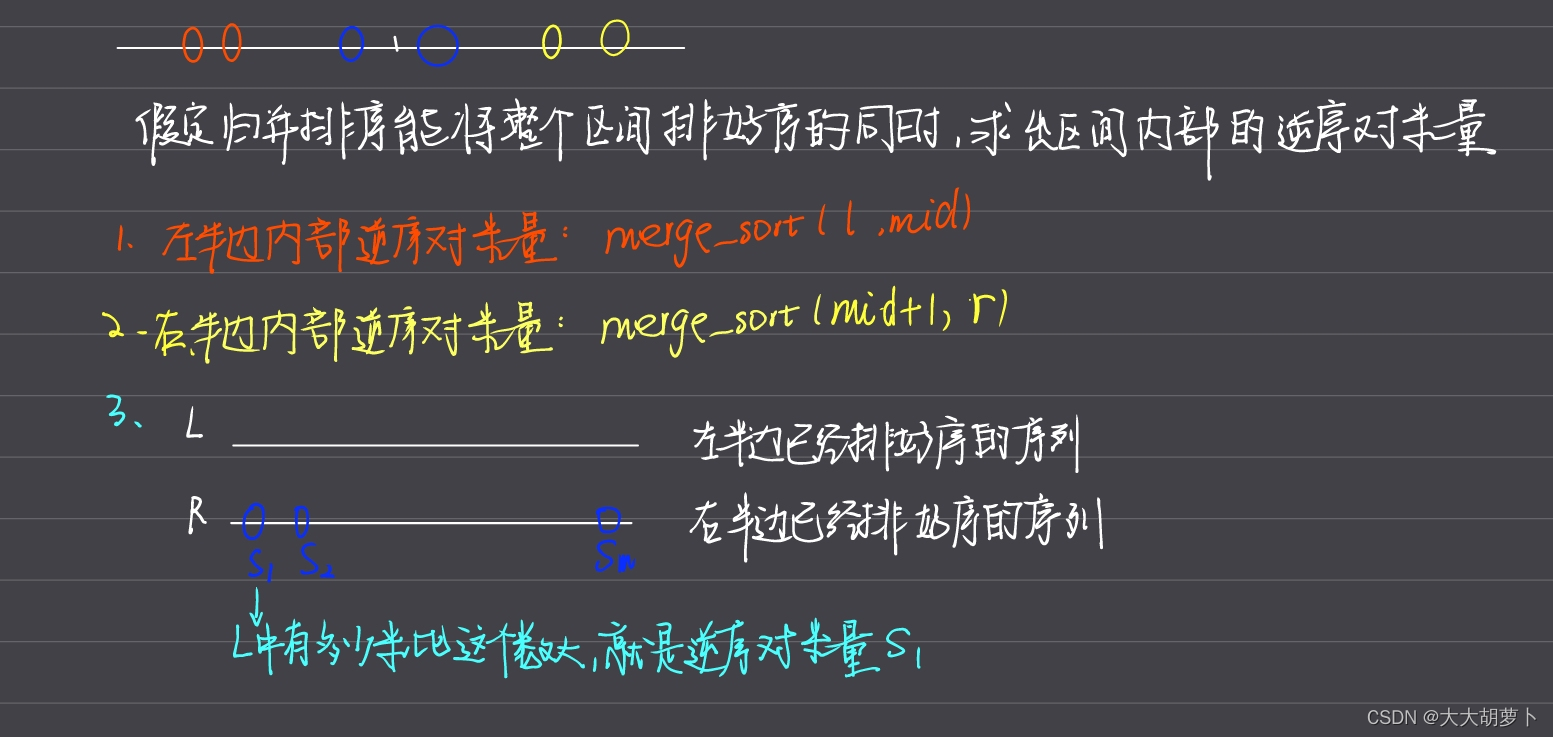 假定归并排序能将整个区间排好序的同时,求出区间内部的逆序对数量
1. 左半边内部逆序对数量: merge_sort(l,mid)
2-右半边内部逆序对数量: merge_sort(mid+1,r)
3、
L 左半边已经排好序的序列
R 右半边已经排好序的序列
S1 S2 Sm
L中有多少数比这个数大,就是逆序对数量S1
CSDN @大大胡萝卜